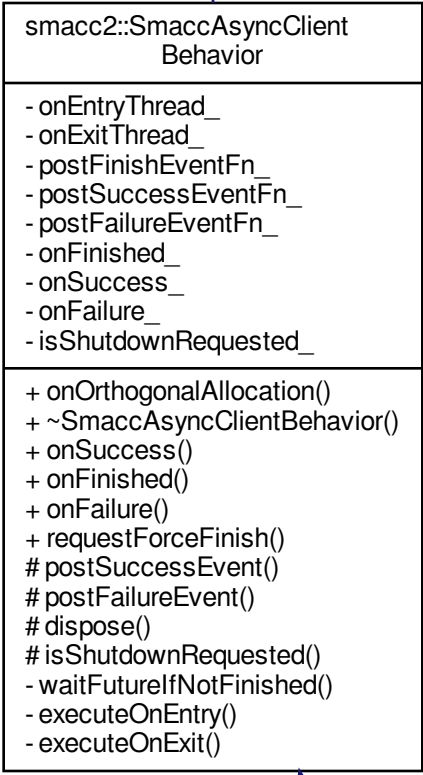 smacc2::SmaccAsyncClient
Behavior
- onEntryThread_
- onExitThread_
- postFinishEventFn_
- postSuccessEventFn_
- postFailureEventFn_
- onFinished_
- onSuccess_
- onFailure_
- isShutdownRequested_
+ onOrthogonalAllocation()
+ ~SmaccAsyncClientBehavior()
+ onSuccess()
+ onFinished()
+ onFailure()
+ requestForceFinish()
# postSuccessEvent()
# postFailureEvent()
# dispose()
# isShutdownRequested()
- waitFutureIfNotFinished()
- executeOnEntry()
- executeOnExit()